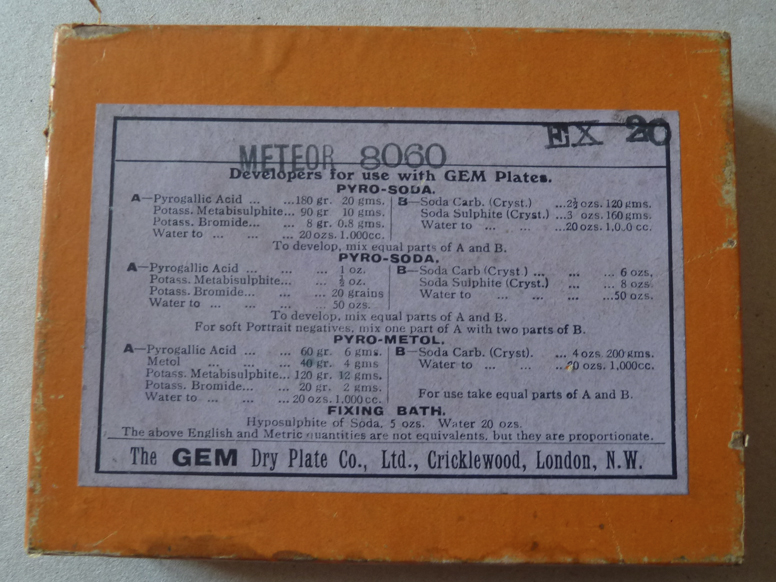 EX 20
METEOR 8060
Developers for use with GEM Plates.
PYRO-SODA.
A—Pyrogallic Acid ... ...180 gr. 20 gms.
Potass. Metabisulphite... 90 gr 10 gms.
Potass. Bromide... ... 8 gr. 0.8 gms.
Water to ... ... ... 20 ozs. 1.000cc.
B—Soda Carb. (Cryst.) ...2½ ozs. 120 gms.
Soda Sulphite (Cryst.) ...3 ozs. 160 gms.
Water to ... ... ...20 ozs. 1,0..0 cc.
To develop, mix equal parts of A and B.
PYRO-SODA.
A—Pyrogallic Acid ... ... ... 1 oz.
Potass. Metabisulphite... ... ½ oz.
Potass. Bromide... ... ... 20 grains
Water to ... ... ... ... 50 ozs.
B—Soda Carb (Cryst ) ... ... ... 6 ozs,
Soda Sulphite (Cryst.) ... ... 8 ozs.
Water to ... ... ... ...50 ozs.
To develop, mix equal parts of A and B.
For soft Portrait negatives, mix one part of A with two parts of B.
PYRO-METOL.
A—Pyrogallic Acid ... ... 60 gr. 6 gms.
Metol ... ... ... 40 gr. 4 gms
Potass. Metabisulphite... 120 gr. 12 gms.
Potass. Bromide... ... 20 gr. 2 gms.
Water to ... ... ... 20 ozs. 1,000 cc.
B—Soda Carb. (Cryst). ... 4 ozs. 200 gms.
Water to ... ... ... 20 ozs. 1,000cc.
For use take equal parts of A and B.
FIXING BATH.
Hyposulphite of Soda, 5 ozs. Water 20 ozs.
The above English and Metric quantities are not equivalents, but they are proportionate.
The GEM Dry Plate Co., Ltd., Cricklewood, London, N.W.